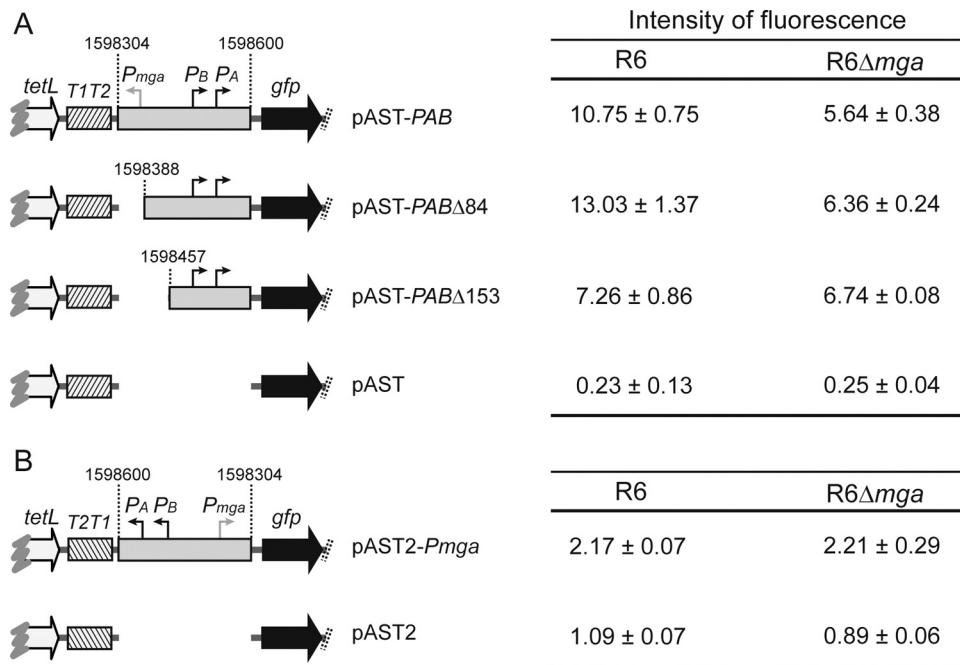 A
Intensity of fluorescence
1598304 1598600
R6 R6Δmga
tetL T1T2 Pmga PB PA gfp
pAST-PAB 10.75 ± 0.75 5.64 ± 0.38
1598388
pAST-PABΔ84 13.03 ± 1.37 6.36 ± 0.24
1598457
pAST-PABΔ153 7.26 ± 0.86 6.74 ± 0.08
pAST 0.23 ± 0.13 0.25 ± 0.04
B
1598600 1598304
R6 R6Δmga
tetL T2T1 PA PB Pmga gfp
pAST2-Pmga 2.17 ± 0.07 2.21 ± 0.29
pAST2 1.09 ± 0.07 0.89 ± 0.06